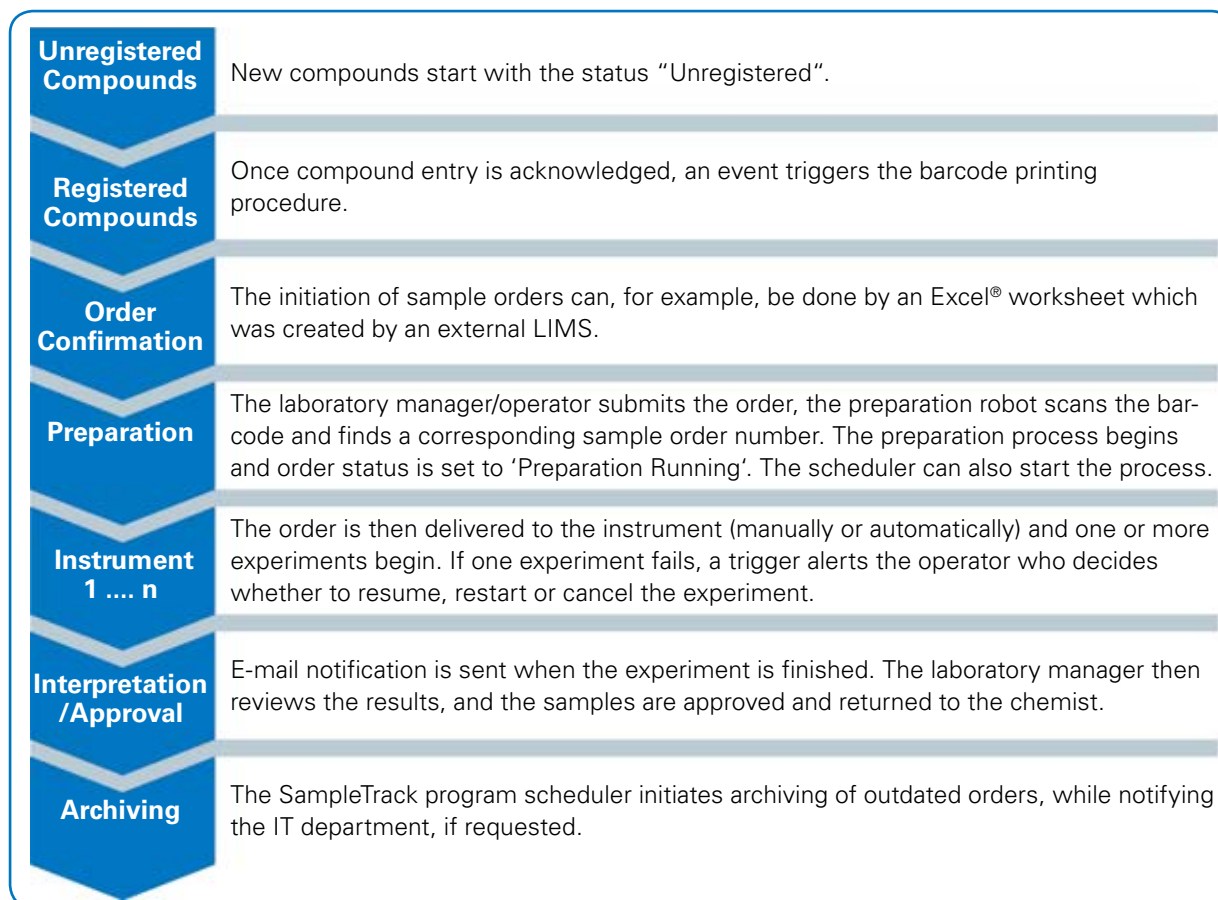 Unregistered
Compounds
New compounds start with the status “Unregistered“.
Registered
Compounds
Once compound entry is acknowledged, an event triggers the barcode printing
procedure.
Order
Confirmation
The initiation of sample orders can, for example, be done by an Excel® worksheet which
was created by an external LIMS.
Preparation
The laboratory manager/operator submits the order, the preparation robot scans the bar-
code and finds a corresponding sample order number. The preparation process begins
and order status is set to ‘Preparation Running‘. The scheduler can also start the process.
Instrument
1 .... n
The order is then delivered to the instrument (manually or automatically) and one or more
experiments begin. If one experiment fails, a trigger alerts the operator who decides
whether to resume, restart or cancel the experiment.
Interpretation
/Approval
E-mail notification is sent when the experiment is finished. The laboratory manager then
reviews the results, and the samples are approved and returned to the chemist.
Archiving
The SampleTrack program scheduler initiates archiving of outdated orders, while notifying
the IT department, if requested.